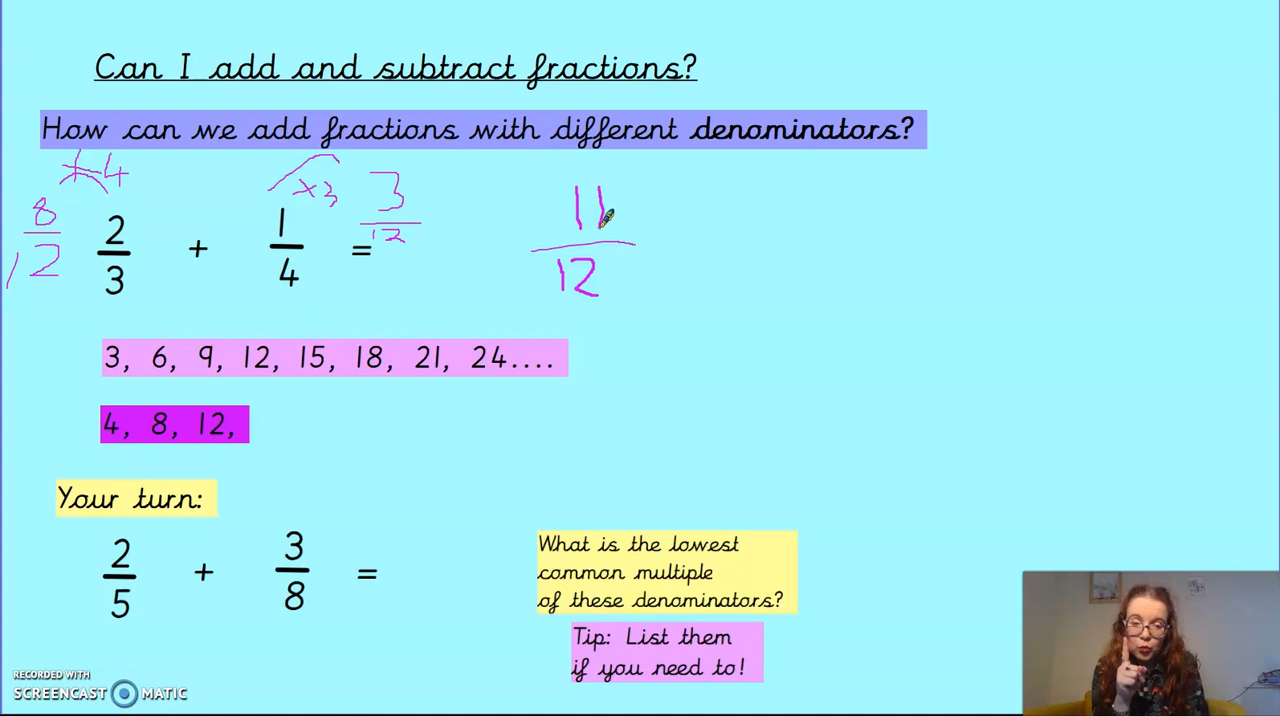 Can I add and subtract fractions?
How can we add fractions with different denominators?
×4
×3
8/12 2/3 + 1/4 = 3/12 11/12
3, 6, 9, 12, 15, 18, 21, 24....
4, 8, 12,
Your turn:
2/5 + 3/8 =
What is the lowest
common multiple
of these denominators?
Tip: List them
if you need to!
RECORDED WITH
SCREENCAST MATIC